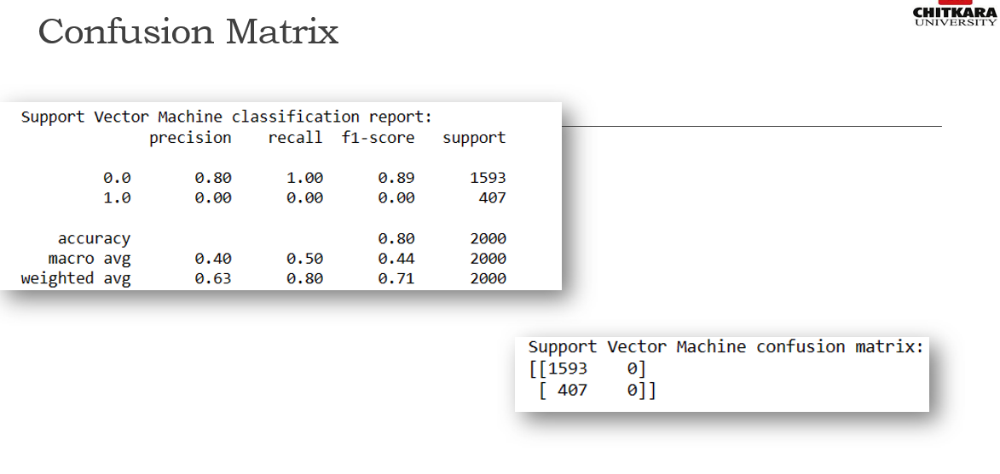 Confusion Matrix
CHITKARA
UNIVERSITY
Support Vector Machine classification report:
precision recall f1-score support
0.0 0.80 1.00 0.89 1593
1.0 0.00 0.00 0.00 407
accuracy 0.80 2000
macro avg 0.40 0.50 0.44 2000
weighted avg 0.63 0.80 0.71 2000
Support Vector Machine confusion matrix:
[[1593 0]
[ 407 0]]